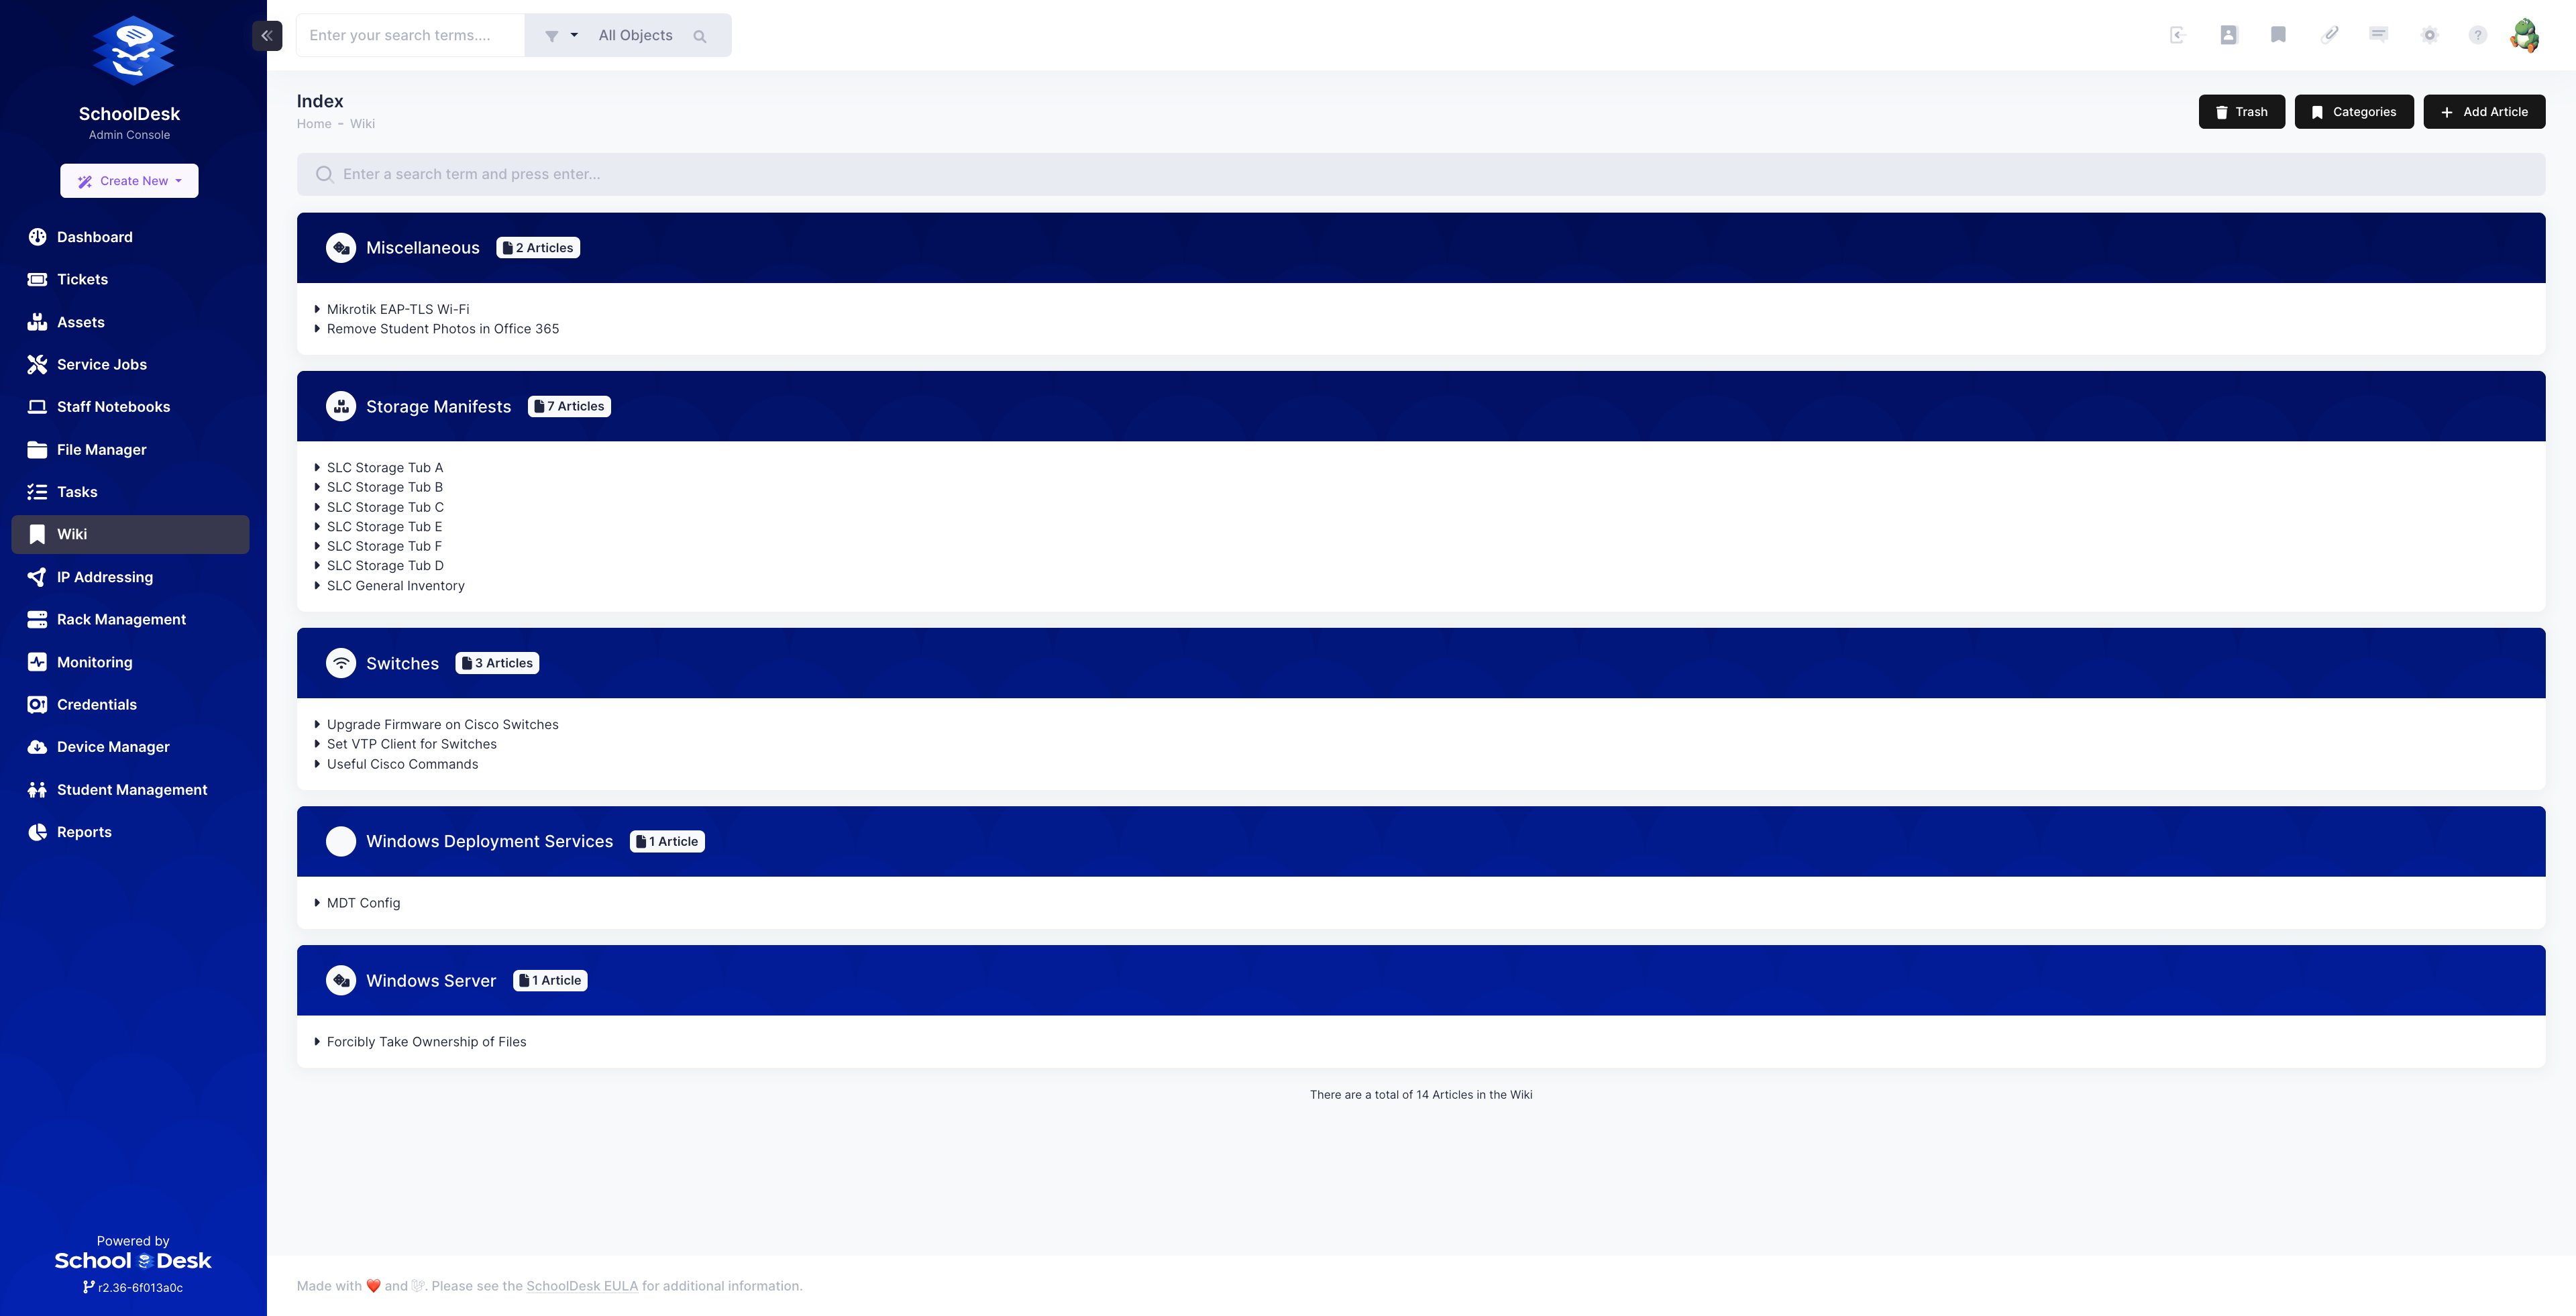 SchoolDesk
Admin Console
Create New
Dashboard
Tickets
Assets
Service Jobs
Staff Notebooks
File Manager
Tasks
Wiki
IP Addressing
Rack Management
Monitoring
Credentials
Device Manager
Student Management
Reports
Powered by
School Desk
r2.36-6f013a0c
Enter your search terms.... All Objects
Index
Home - Wiki
Trash Categories Add Article
Enter a search term and press enter...
Miscellaneous 2 Articles
Mikrotik EAP-TLS Wi-Fi
Remove Student Photos in Office 365
Storage Manifests 7 Articles
SLC Storage Tub A
SLC Storage Tub B
SLC Storage Tub C
SLC Storage Tub E
SLC Storage Tub F
SLC Storage Tub D
SLC General Inventory
Switches 3 Articles
Upgrade Firmware on Cisco Switches
Set VTP Client for Switches
Useful Cisco Commands
Windows Deployment Services 1 Article
MDT Config
Windows Server 1 Article
Forcibly Take Ownership of Files
There are a total of 14 Articles in the Wiki
Made with ❤️ and . Please see the SchoolDesk EULA for additional information.